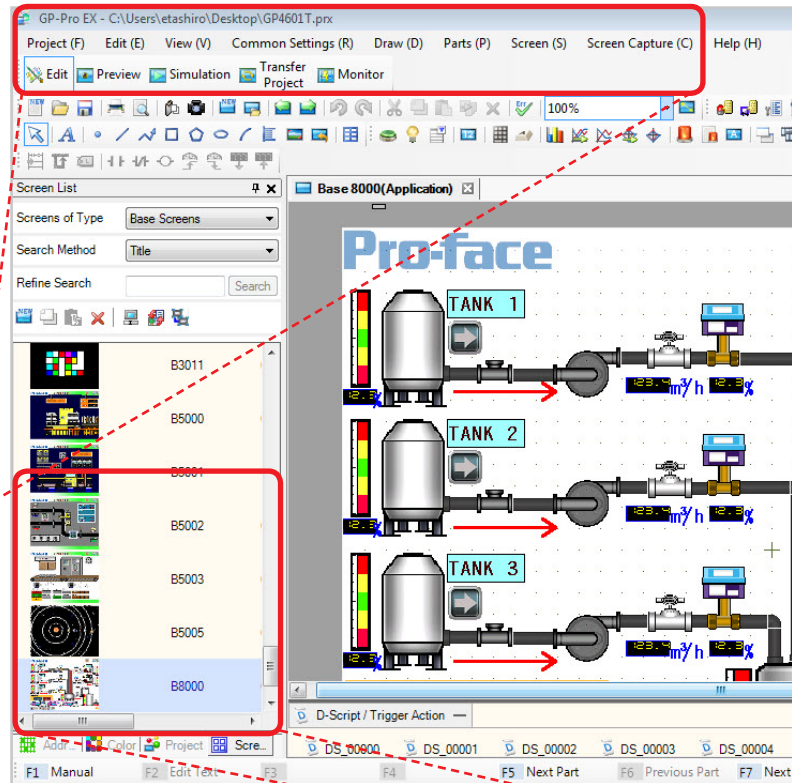 GP-Pro EX - C:\Users\etashiro\Desktop\GP4601T.prx
Project (F) Edit (E) View (V) Common Settings (R) Draw (D) Parts (P) Screen (S) Screen Capture (C) Help (H)
Edit Preview Simulation Transfer Project Monitor
100%
Screen List
Base 8000(Application)
Screens of Type Base Screens
Search Method Title
Refine Search Search
Pro-face
TANK 1
m³/h %
%
TANK 2
m³/h %
%
TANK 3
m³/h %
%
B3011
B5000
B5001
B5002
B5003
B5005
B8000
D-Script / Trigger Action
Addr... Color Project Scre...
DS_00000 DS_00001 DS_00002 DS_00003 DS_00004
F1 Manual F2 Edit Text F3 F4 F5 Next Part F6 Previous Part F7 Next